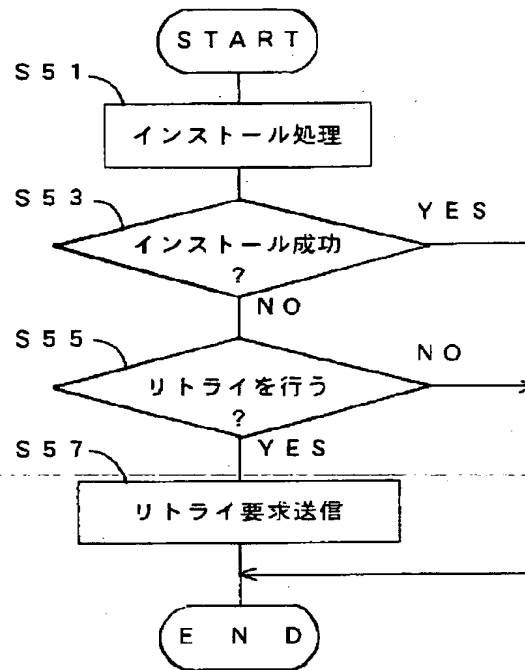 START
S51
インストール処理
S53
YES
インストール成功
?
NO
S55
NO
リトライを行う
?
S57
YES
リトライ要求送信
END